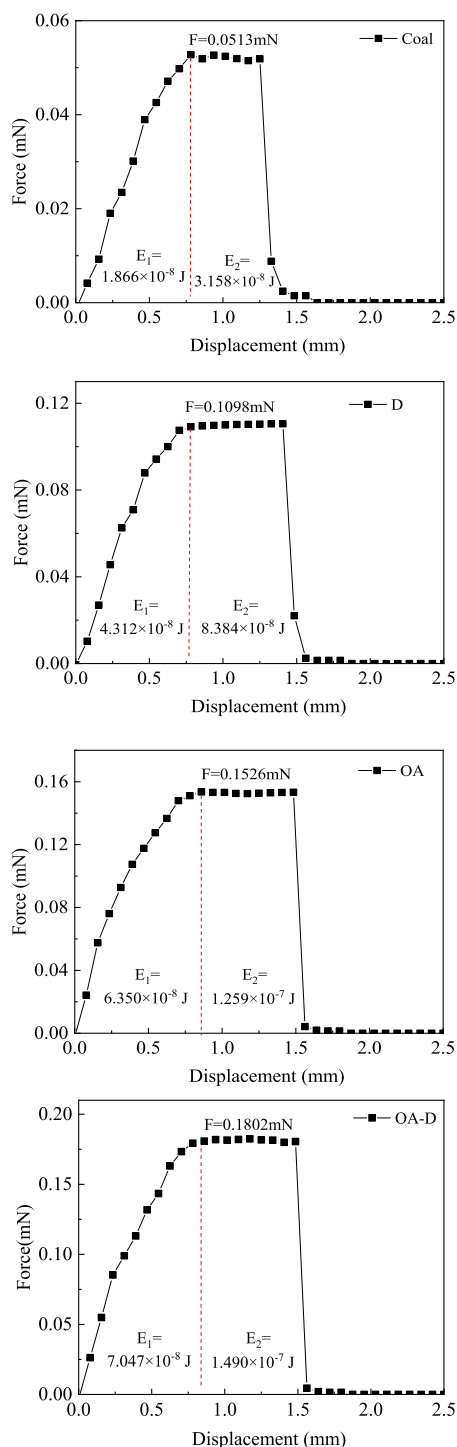 F=0.0513mN
Coal
0.06
0.04
0.02
0.00
Force (mN)
E₁=
1.866×10⁻⁸ J
E₂=
3.158×10⁻⁸ J
0.0 0.5 1.0 1.5 2.0 2.5
Displacement (mm)
F=0.1098mN
D
0.12
0.08
0.04
0.00
Force (mN)
E₁=
4.312×10⁻⁸ J
E₂=
8.384×10⁻⁸ J
0.0 0.5 1.0 1.5 2.0 2.5
Displacement (mm)
F=0.1526mN
OA
0.16
0.12
0.08
0.04
0.00
Force (mN)
E₁=
6.350×10⁻⁸ J
E₂=
1.259×10⁻⁷ J
0.0 0.5 1.0 1.5 2.0 2.5
Displacement (mm)
F=0.1802mN
OA-D
0.20
0.15
0.10
0.05
0.00
Force(mN)
E₁=
7.047×10⁻⁸ J
E₂=
1.490×10⁻⁷ J
0.0 0.5 1.0 1.5 2.0 2.5
Displacement (mm)